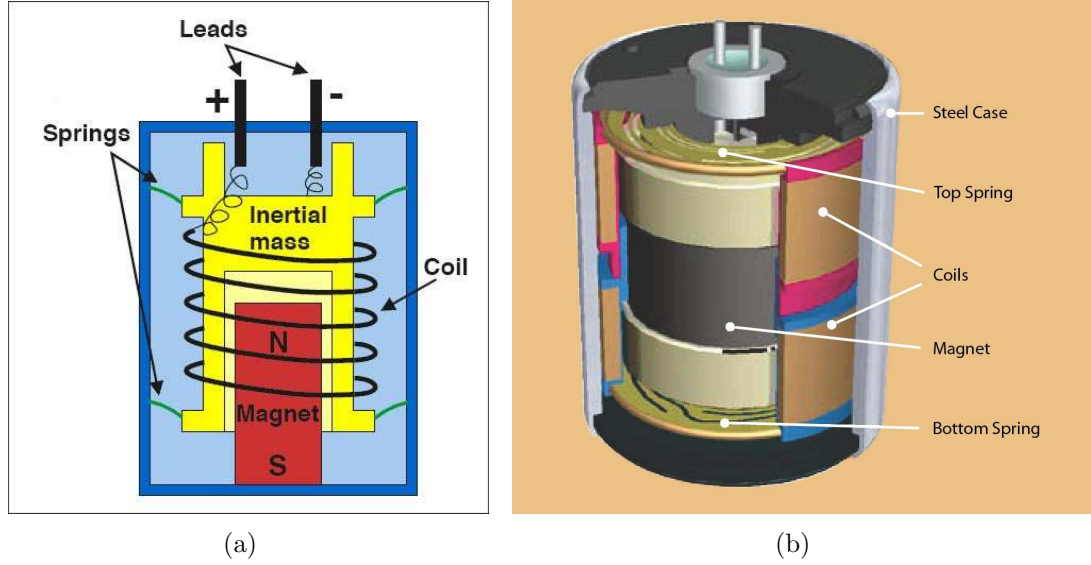 Leads
+ -
Springs
Inertial
mass
Coil
N
Magnet
S
(a)
Steel Case
Top Spring
Coils
Magnet
Bottom Spring
(b)